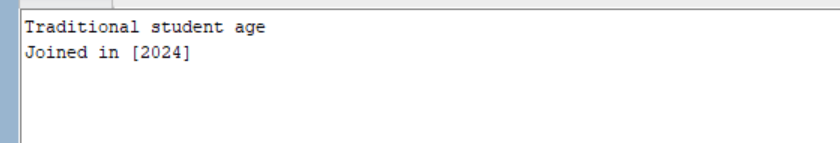 Traditional student age
Joined in [2024]